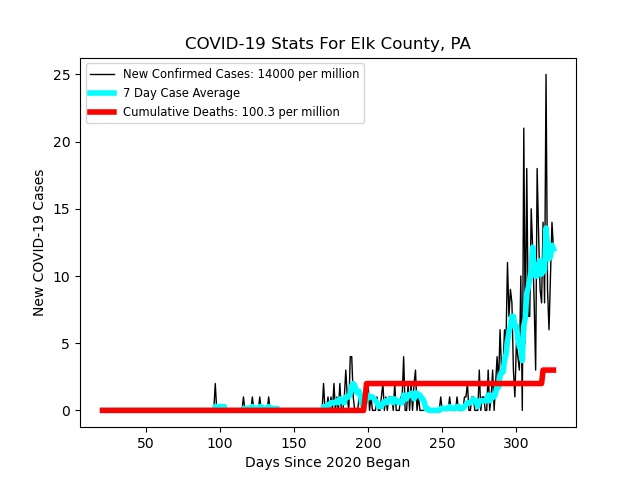 COVID-19 Stats For Elk County, PA
New Confirmed Cases: 14000 per million
7 Day Case Average
Cumulative Deaths: 100.3 per million
New COVID-19 Cases
25
20
15
10
5
0
50 100 150 200 250 300
Days Since 2020 Began